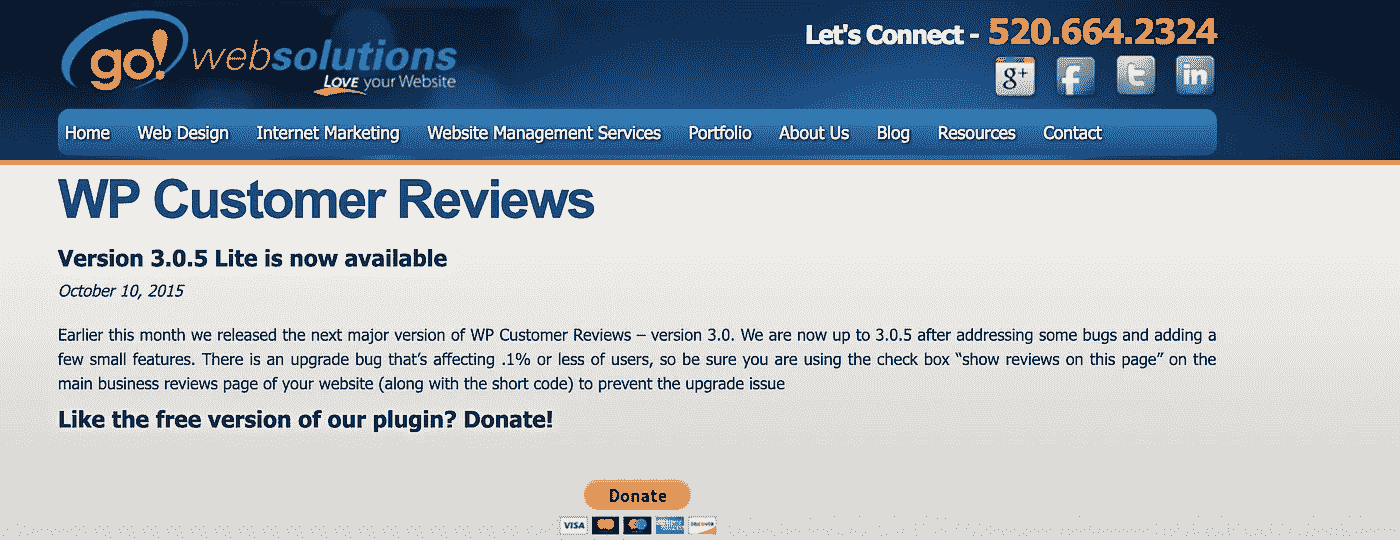 go! websolutions
LOVE your Website
Let's Connect - 520.664.2324
g+ f t in
Home Web Design Internet Marketing Website Management Services Portfolio About Us Blog Resources Contact
WP Customer Reviews
Version 3.0.5 Lite is now available
October 10, 2015
Earlier this month we released the next major version of WP Customer Reviews – version 3.0. We are now up to 3.0.5 after addressing some bugs and adding a
few small features. There is an upgrade bug that's affecting .1% or less of users, so be sure you are using the check box “show reviews on this page” on the
main business reviews page of your website (along with the short code) to prevent the upgrade issue
Like the free version of our plugin? Donate!
Donate
VISA
DISCOVER